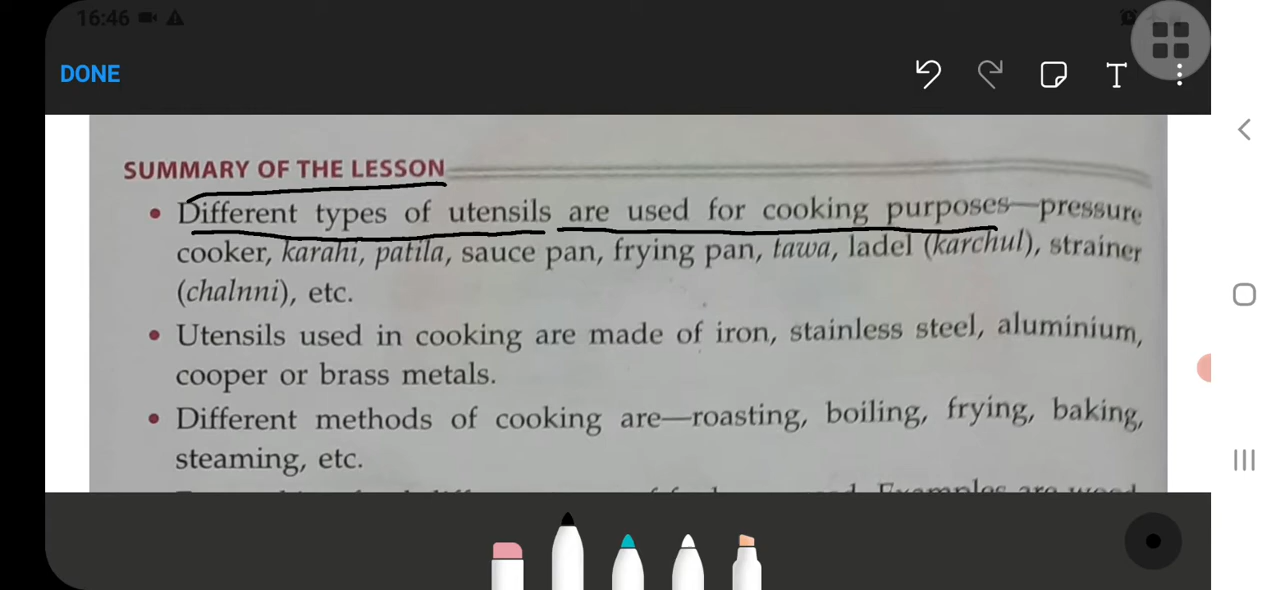 16:46
DONE
T
SUMMARY OF THE LESSON
• Different types of utensils are used for cooking purposes—pressure
cooker, karahi, patila, sauce pan, frying pan, tawa, ladel (karchul), strainer
(chalnni), etc.
• Utensils used in cooking are made of iron, stainless steel, aluminium,
cooper or brass metals.
• Different methods of cooking are—roasting, boiling, frying, baking,
steaming, etc.